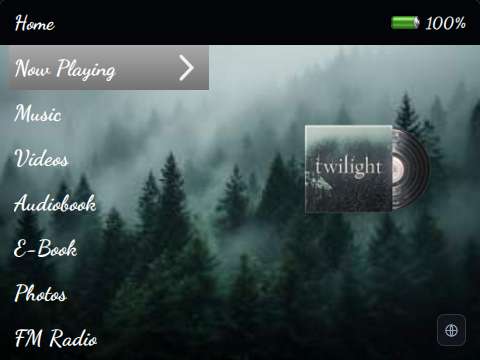 Home
100%
Now Playing
Music
Videos
Audiobook
E-Book
Photos
FM Radio
twilight